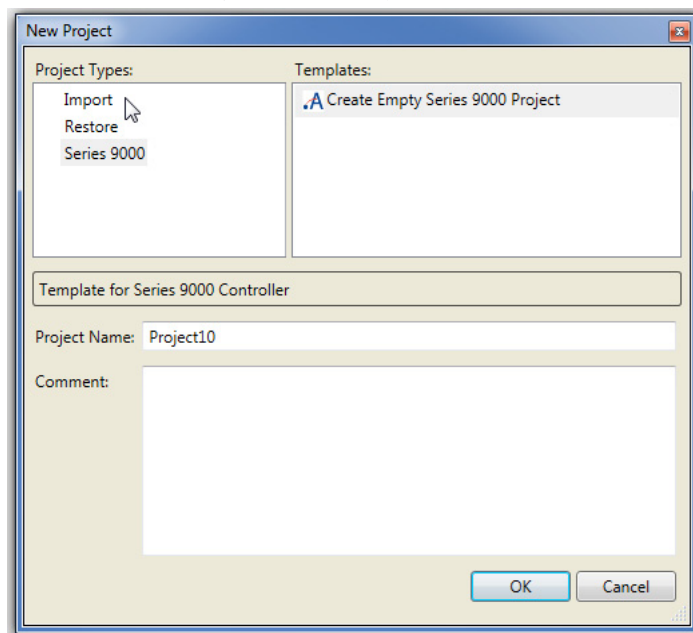 New Project
Project Types:
Import
Restore
Series 9000
Templates:
.A Create Empty Series 9000 Project
Template for Series 9000 Controller
Project Name: Project10
Comment:
OK Cancel